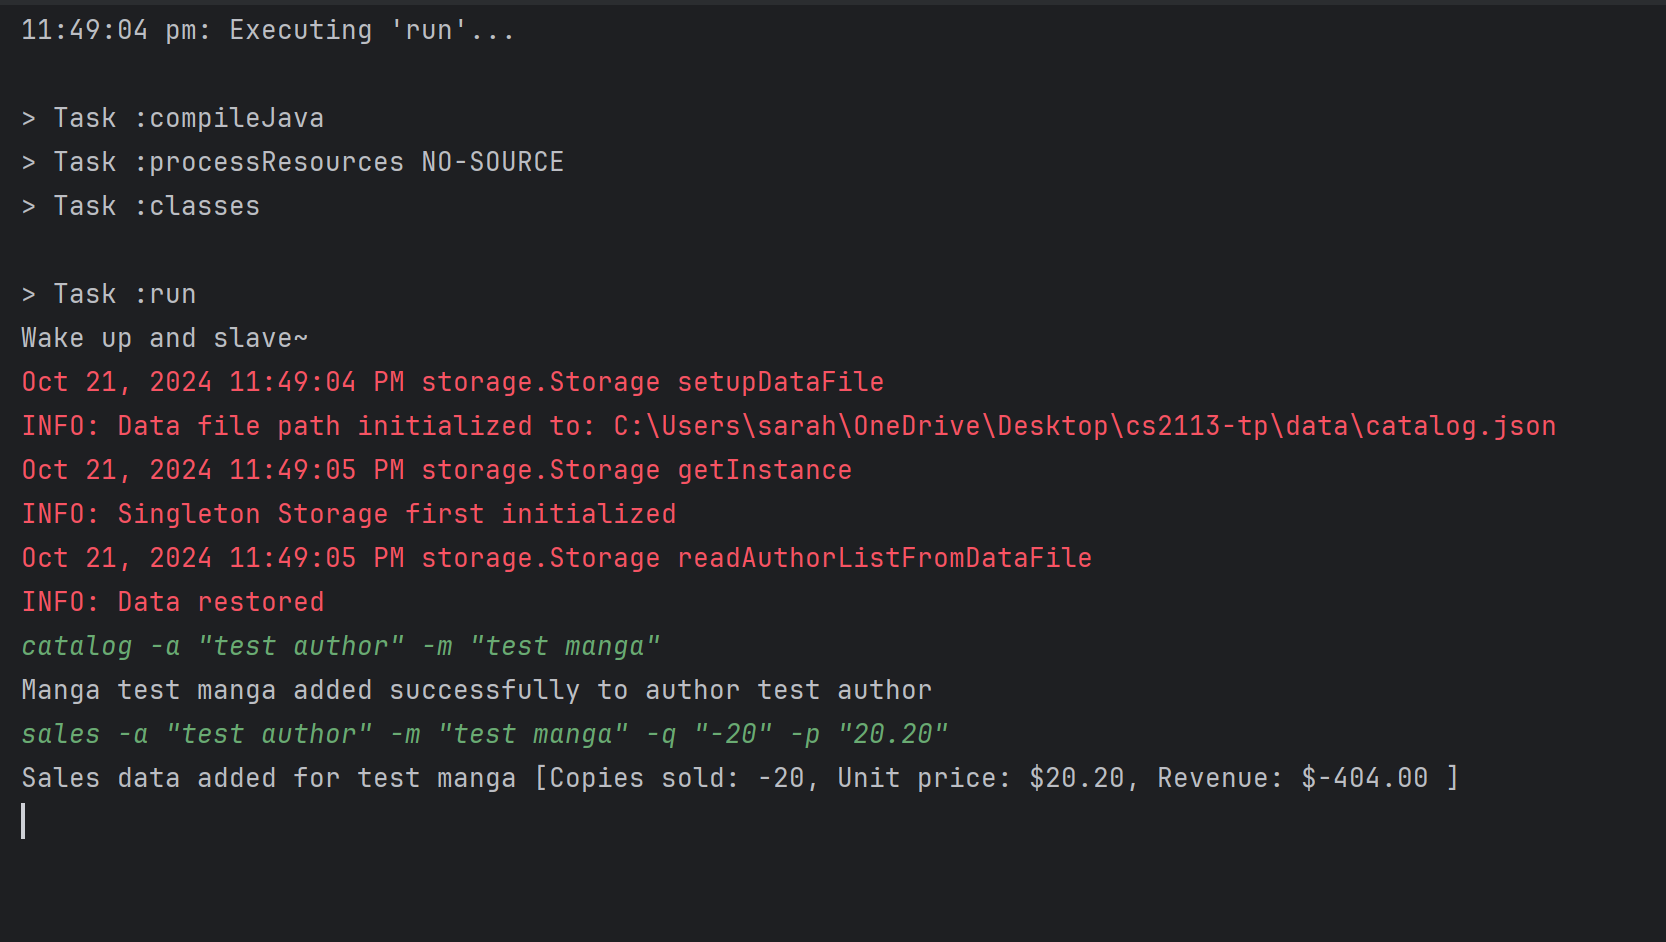 11:49:04 pm: Executing 'run'...
> Task :compileJava
> Task :processResources NO-SOURCE
> Task :classes
> Task :run
Wake up and slave~
Oct 21, 2024 11:49:04 PM storage.Storage setupDataFile
INFO: Data file path initialized to: C:\Users\sarah\OneDrive\Desktop\cs2113-tp\data\catalog.json
Oct 21, 2024 11:49:05 PM storage.Storage getInstance
INFO: Singleton Storage first initialized
Oct 21, 2024 11:49:05 PM storage.Storage readAuthorListFromDataFile
INFO: Data restored
catalog -a "test author" -m "test manga"
Manga test manga added successfully to author test author
sales -a "test author" -m "test manga" -q "-20" -p "20.20"
Sales data added for test manga [Copies sold: -20, Unit price: $20.20, Revenue: $-404.00 ]